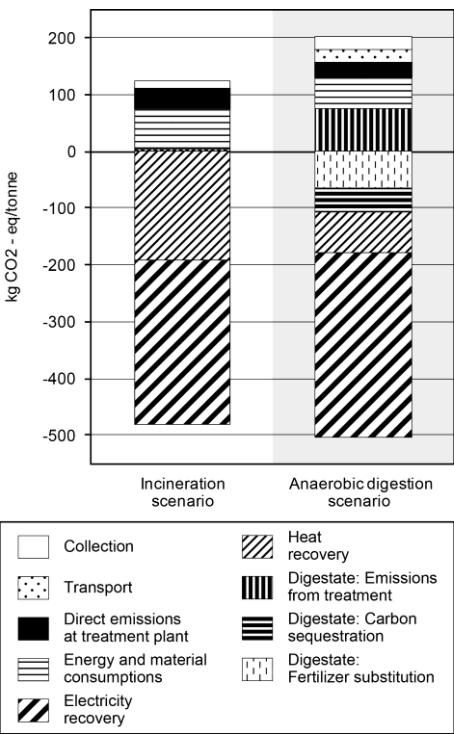 200
100
0
-100
-200
-300
-400
-500
kg CO2 - eq/tonne
Incineration
scenario
Anaerobic digestion
scenario
Collection
Transport
Direct emissions
at treatment plant
Energy and material
consumptions
Electricity
recovery
Heat
recovery
Digestate: Emissions
from treatment
Digestate: Carbon
sequestration
Digestate:
Fertilizer substitution